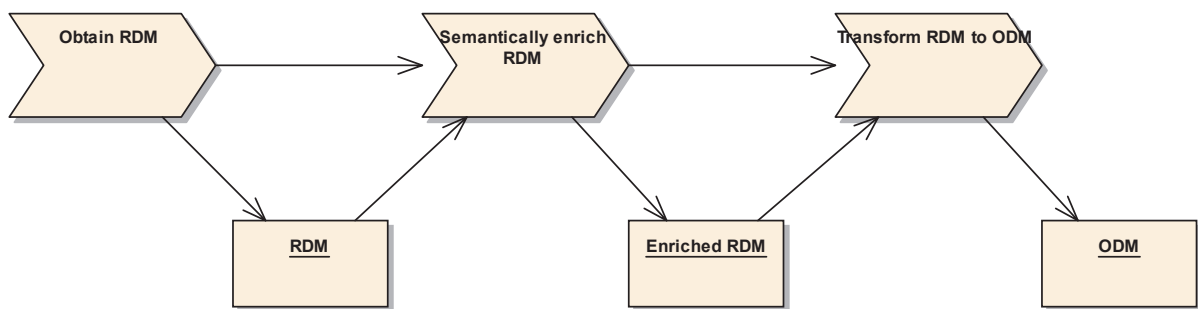 Obtain RDM
Semantically enrich
RDM
Transform RDM to ODM
RDM
Enriched RDM
ODM